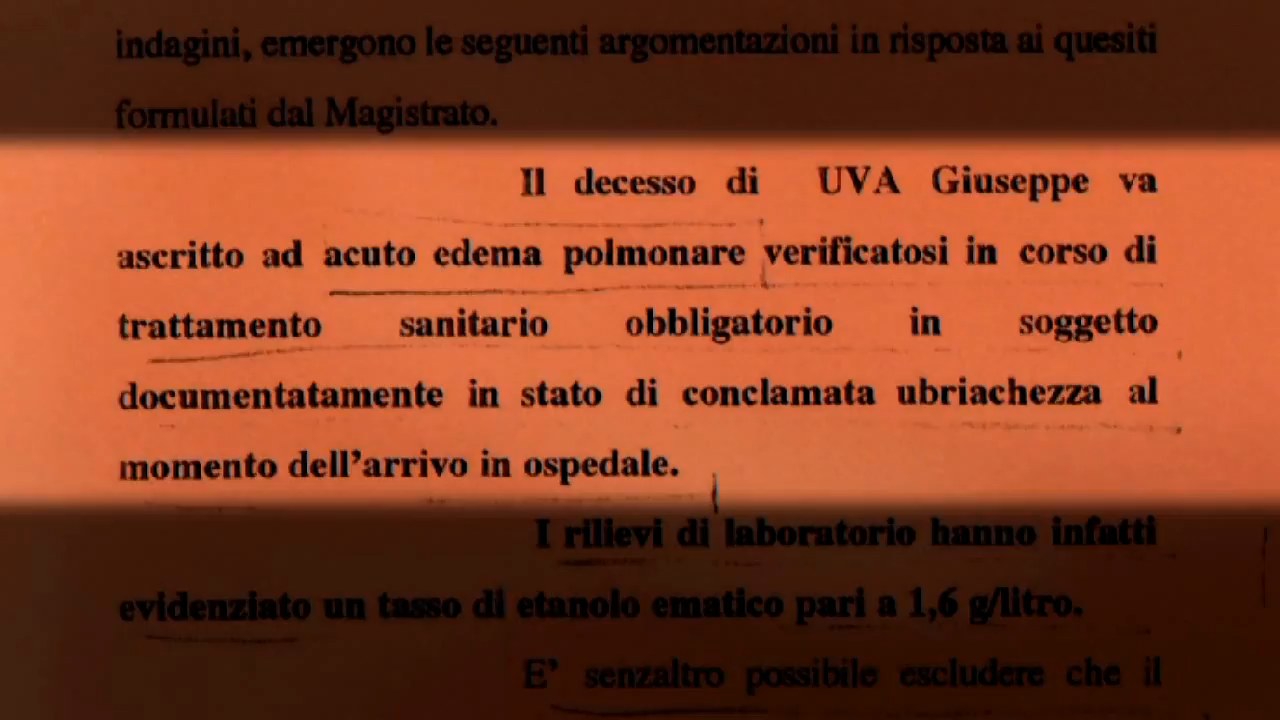 indagini, emergono le seguenti argomentazioni in risposta ai quesiti
formulati dal Magistrato.
Il decesso di UVA Giuseppe va
ascritto ad acuto edema polmonare verificatosi in corso di
trattamento sanitario obbligatorio in soggetto
documentatamente in stato di conclamata ubriachezza al
momento dell'arrivo in ospedale.
I rilievi di laboratorio hanno infatti
evidenziato un tasso di etanolo ematico pari a 1,6 g/litro.
E' senzaltro possibile escludere che il